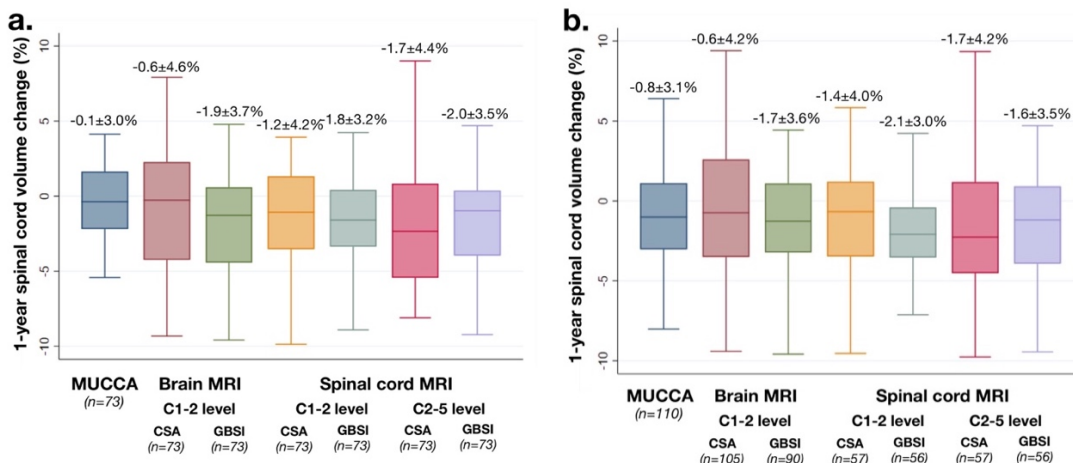 a.
1-year spinal cord volume change (%)
10
5
0
-5
-10
-0.1±3.0%
-0.6±4.6%
-1.9±3.7%
-1.2±4.2%
-1.8±3.2%
-1.7±4.4%
-2.0±3.5%
MUCCA
(n=73)
Brain MRI
Spinal cord MRI
C1-2 level
C1-2 level
C2-5 level
CSA
GBSI
CSA
GBSI
CSA
GBSI
(n=73)
(n=73)
(n=73)
(n=73)
(n=73)
(n=73)
b.
1-year spinal cord volume change (%)
10
5
0
-5
-10
-0.8±3.1%
-0.6±4.2%
-1.7±3.6%
-1.4±4.0%
-2.1±3.0%
-1.7±4.2%
-1.6±3.5%
MUCCA
(n=110)
Brain MRI
Spinal cord MRI
C1-2 level
C1-2 level
C2-5 level
CSA
GBSI
CSA
GBSI
CSA
GBSI
(n=105)
(n=90)
(n=57)
(n=56)
(n=57)
(n=56)